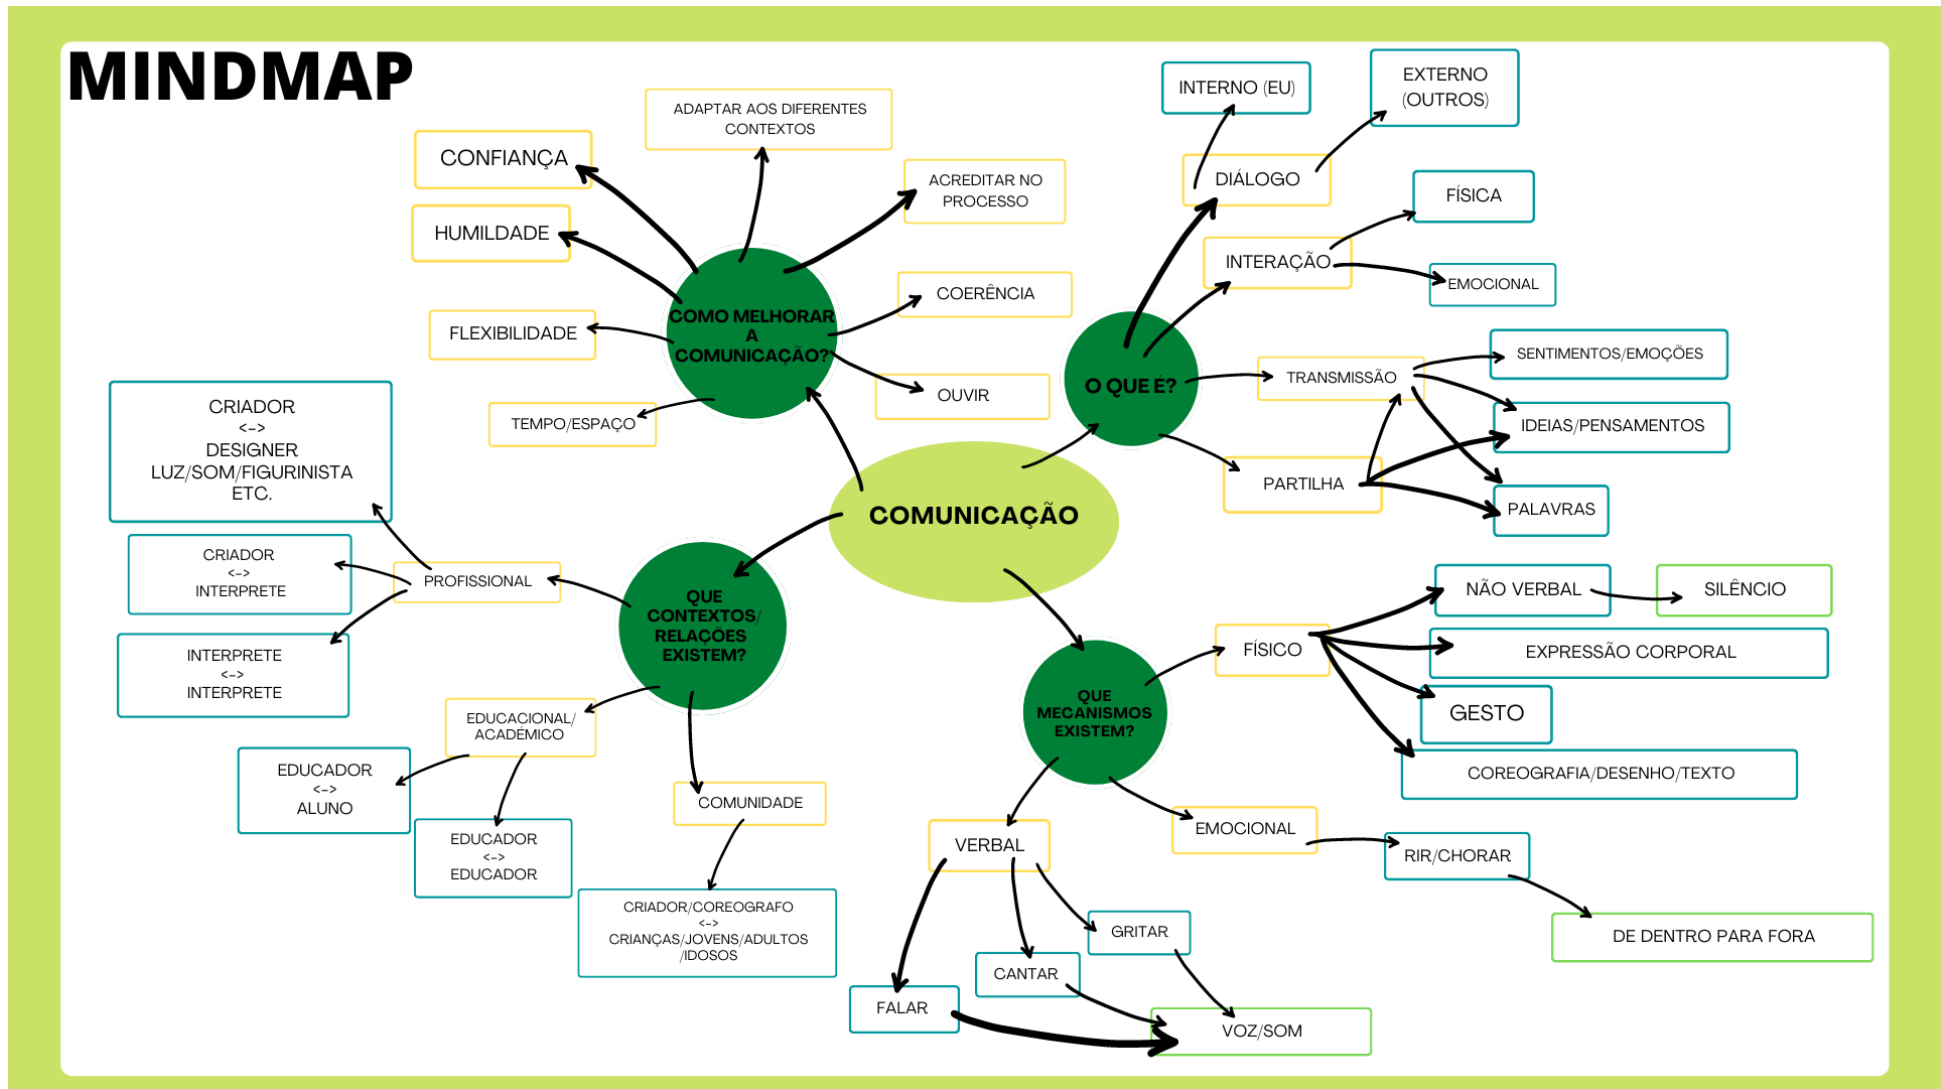 MINDMAP
CONFIANÇA
HUMILDADE
FLEXIBILIDADE
TEMPO/ESPAÇO
ADAPTAR AOS DIFERENTES
CONTEXTOS
ACREDITAR NO
PROCESSO
COERÊNCIA
OUVIR
COMO MELHORAR
A
COMUNICAÇÃO?
INTERNO (EU)
EXTERNO
(OUTROS)
DIÁLOGO
FÍSICA
INTERAÇÃO
EMOCIONAL
O QUE É?
TRANSMISSÃO
SENTIMENTOS/EMOÇÕES
IDEIAS/PENSAMENTOS
PARTILHA
PALAVRAS
COMUNICAÇÃO
CRIADOR
<->
DESIGNER
LUZ/SOM/FIGURINISTA
ETC.
CRIADOR
<->
INTERPRETE
INTERPRETE
<->
INTERPRETE
PROFISSIONAL
QUE
CONTEXTOS/
RELAÇÕES
EXISTEM?
EDUCACIONAL/
ACADÉMICO
EDUCADOR
<->
ALUNO
EDUCADOR
<->
EDUCADOR
COMUNIDADE
CRIADOR/COREOGRAFO
<->
CRIANÇAS/JOVENS/ADULTOS
/IDOSOS
QUE
MECANISMOS
EXISTEM?
FÍSICO
NÃO VERBAL
SILÊNCIO
EXPRESSÃO CORPORAL
GESTO
COREOGRAFIA/DESENHO/TEXTO
EMOCIONAL
RIR/CHORAR
DE DENTRO PARA FORA
VERBAL
GRITAR
CANTAR
FALAR
VOZ/SOM